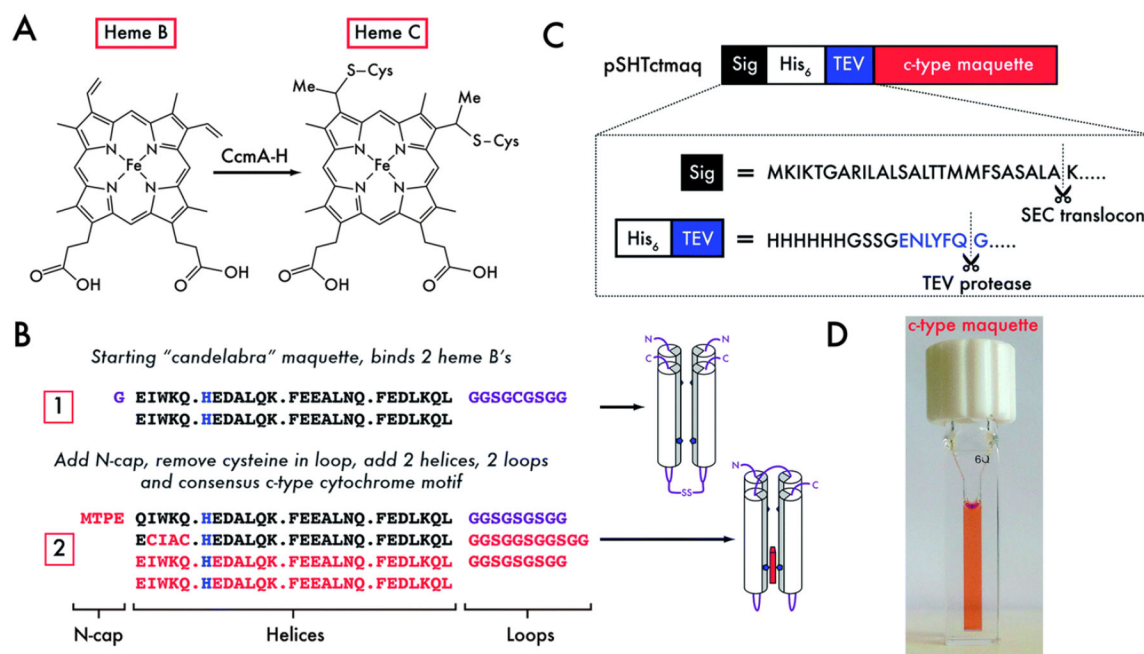 A
Heme B
Heme C
S–Cys
Me
Me
S–Cys
N
N
Fe
N
N
CcmA-H
N
N
Fe
N
N
O
OH
O
OH
O
OH
O
OH
C
pSHTctmaq
Sig
His6
TEV
c-type maquette
Sig = MKIKTGARILALSALTTMMFSASALA K.....
SEC translocon
His6 TEV = HHHHHHGSSGENLYFQ G.....
TEV protease
B
Starting “candelabra” maquette, binds 2 heme B’s
1
G EIWKQ.HEDALQK.FEEALNQ.FEDLKQL GGSGCGSGG
EIWKQ.HEDALQK.FEEALNQ.FEDLKQL
N
N
C
C
SS
Add N-cap, remove cysteine in loop, add 2 helices, 2 loops
and consensus c-type cytochrome motif
2
MTPE QIWKQ.HEDALQK.FEEALNQ.FEDLKQL GGSGSGSGG
ECIAC.HEDALQK.FEEALNQ.FEDLKQL GGSGGSGGSGG
EIWKQ.HEDALQK.FEEALNQ.FEDLKQL GGSGSGSGG
EIWKQ.HEDALQK.FEEALNQ.FEDLKQL
N
C
N-cap
Helices
Loops
D
c-type maquette